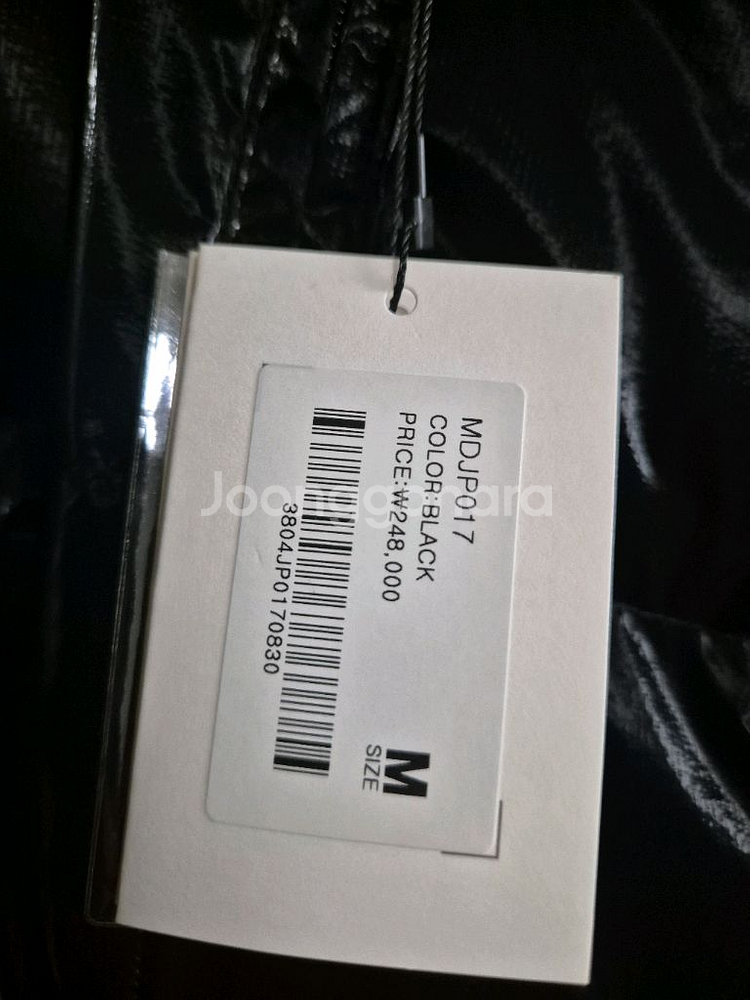 MDJP017
COLOR:BLACK
PRICE:₩248,000
M
SIZE
3804JP0170830
Joonggonara